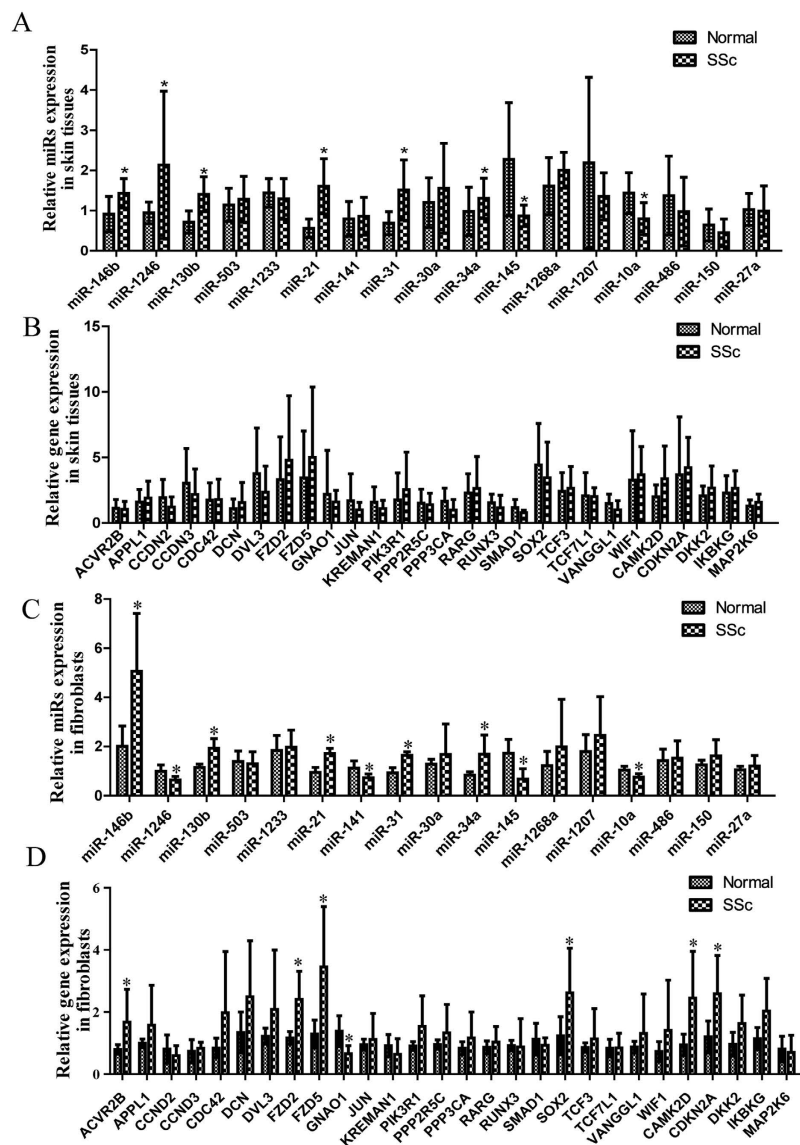 A
Relative miRs expression
in skin tissues
5
4
3
2
1
0
Normal
SSc
*
*
*
*
*
*
*
*
miR-146b
miR-1246
miR-130b
miR-503
miR-1233
miR-21
miR-141
miR-31
miR-30a
miR-34a
miR-145
miR-1268a
miR-1207
miR-10a
miR-486
miR-150
miR-27a
B
Relative gene expression
in skin tissues
15
10
5
0
Normal
SSc
ACVR2B
APPL1
CCDN2
CCDN3
CDC42
DCN
DVL3
FZD2
FZD5
GNAO1
JUN
KREMAN1
PIK3R1
PPP2R5C
PPP3CA
RARG
RUNX3
SMAD1
SOX2
TCF3
TCF7L1
VANGGL1
WIF1
CAMK2D
CDKN2A
DKK2
IKBKG
MAP2K6
C
Relative miRs expression
in fibroblasts
8
6
4
2
0
Normal
SSc
*
*
*
*
*
*
*
*
*
miR-146b
miR-1246
miR-130b
miR-503
miR-1233
miR-21
miR-141
miR-31
miR-30a
miR-34a
miR-145
miR-1268a
miR-1207
miR-10a
miR-486
miR-150
miR-27a
D
Relative gene expression
in fibroblasts
6
4
2
0
Normal
SSc
*
*
*
*
*
*
*
ACVR2B
APPL1
CCND2
CCND3
CDC42
DCN
DVL3
FZD2
FZD5
GNAO1
JUN
KREMAN1
PIK3R1
PPP2R5C
PPP3CA
RARG
RUNX3
SMAD1
SOX2
TCF3
TCF7L1
VANGGL1
WIF1
CAMK2D
CDKN2A
DKK2
IKBKG
MAP2K6